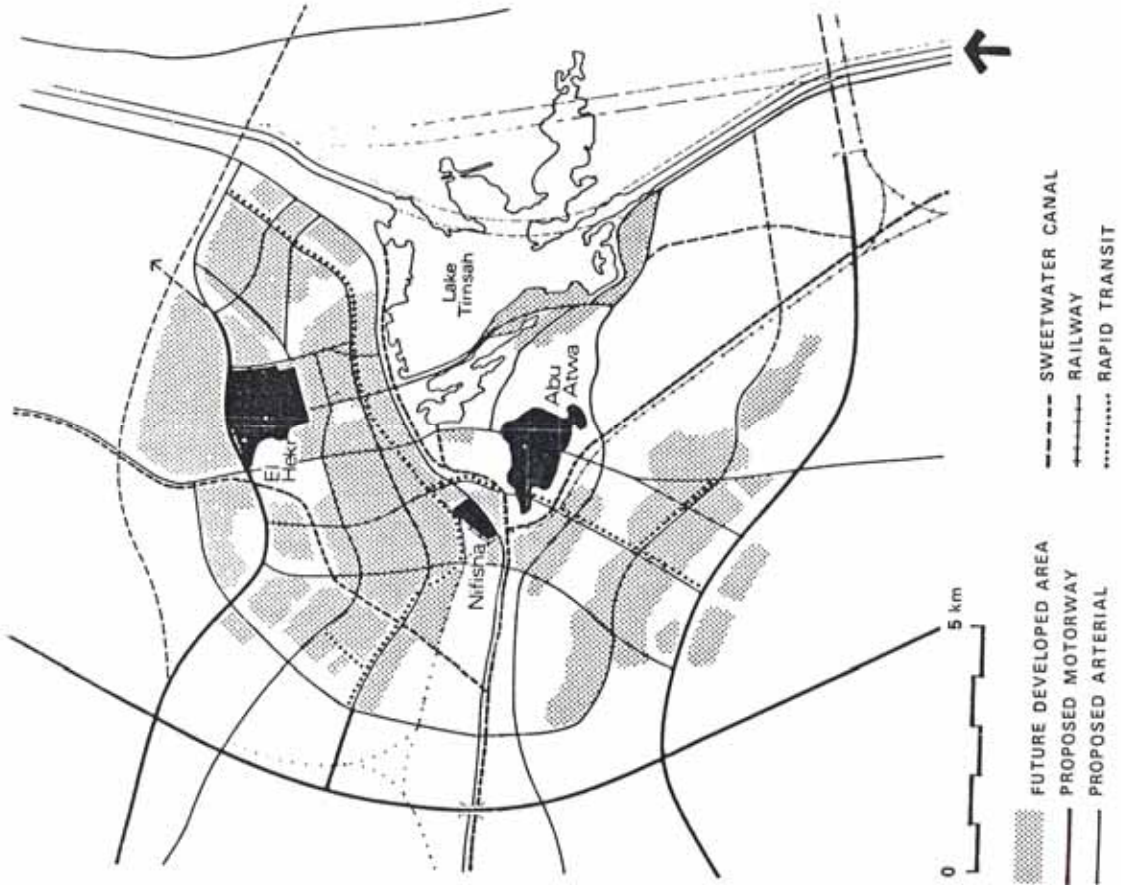 El
Hekr
Lake
Timsah
Abu
Atwa
Nifisha
0
5 km
FUTURE DEVELOPED AREA
PROPOSED MOTORWAY
PROPOSED ARTERIAL
SWEETWATER CANAL
RAILWAY
RAPID TRANSIT